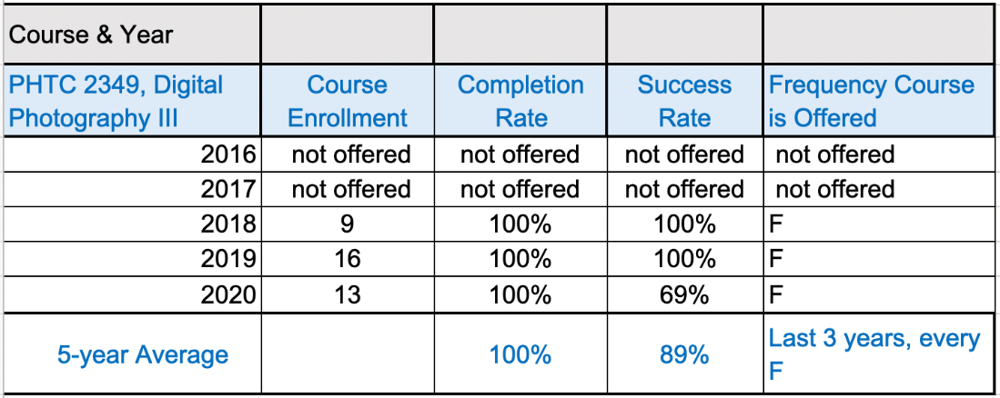 Course & Year
PHTC 2349, Digital Photography III Course Enrollment Completion Rate Success Rate Frequency Course is Offered
2016 not offered not offered not offered not offered
2017 not offered not offered not offered not offered
2018 9 100% 100% F
2019 16 100% 100% F
2020 13 100% 69% F
5-year Average 100% 89% Last 3 years, every F